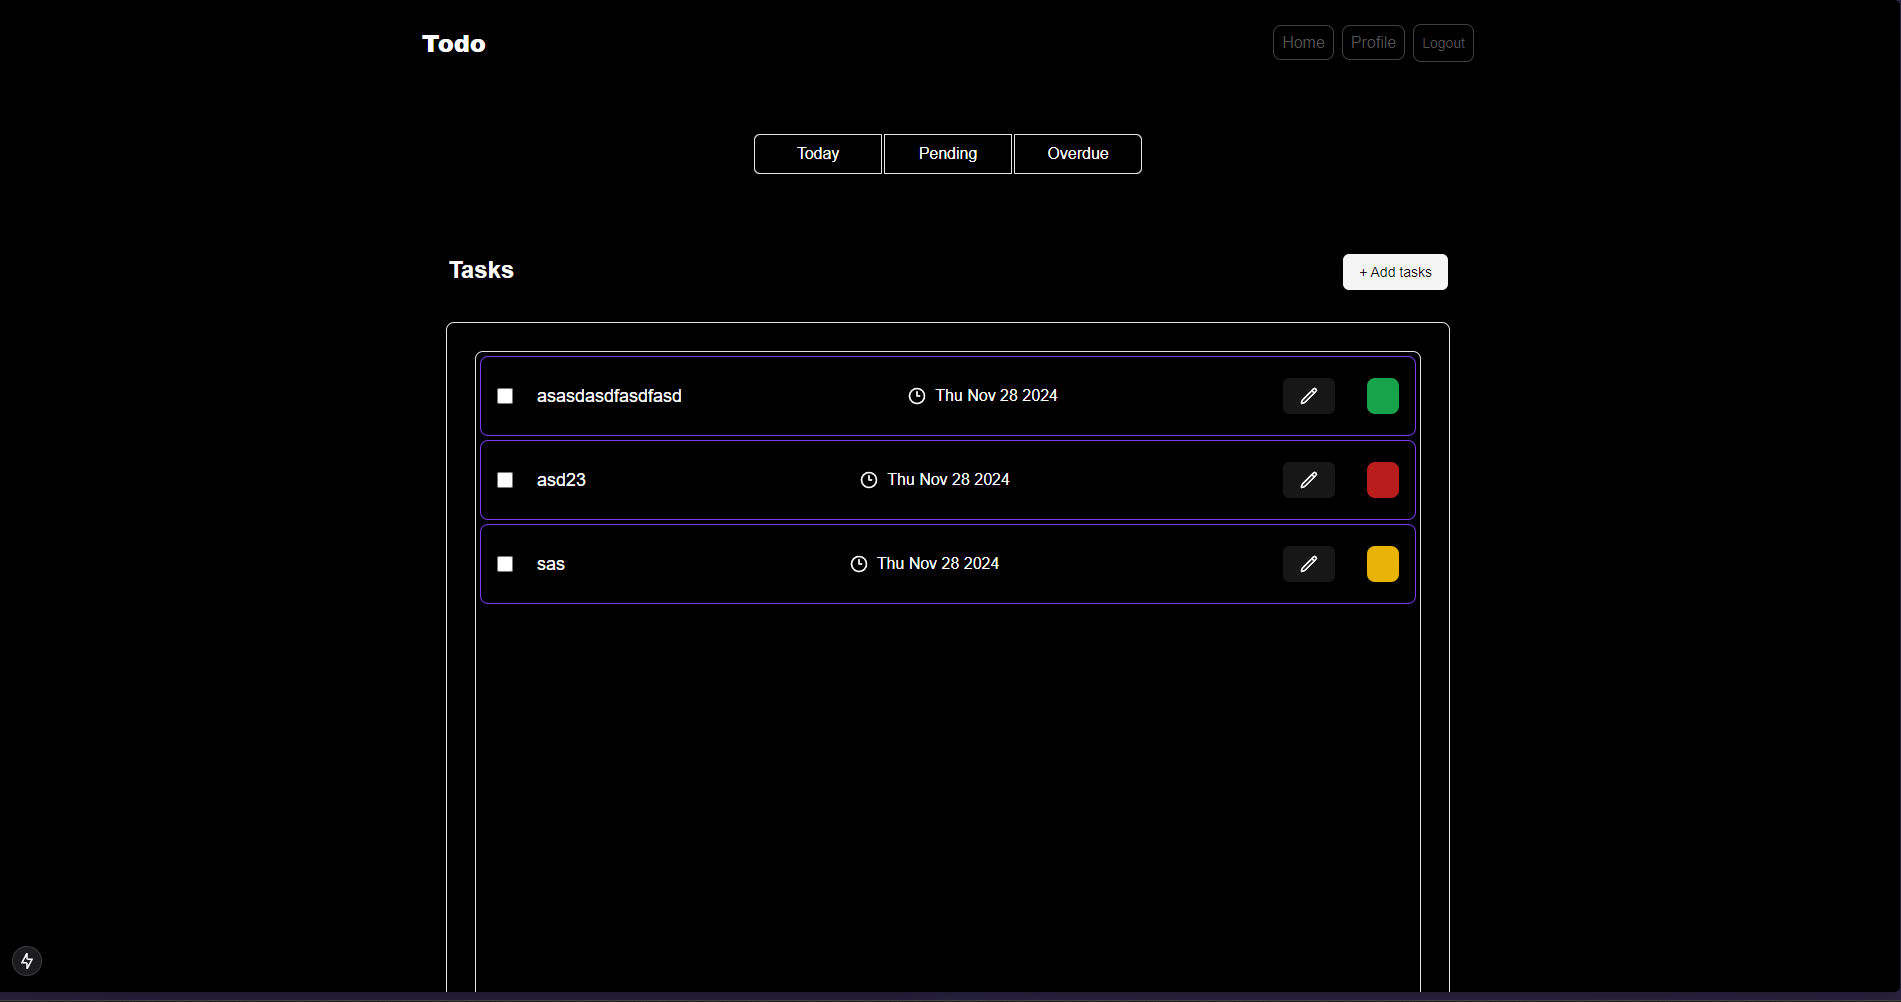 Todo
Home Profile Logout
Today Pending Overdue
Tasks
+ Add tasks
asasdasdfasdfasd Thu Nov 28 2024
asd23 Thu Nov 28 2024
sas Thu Nov 28 2024